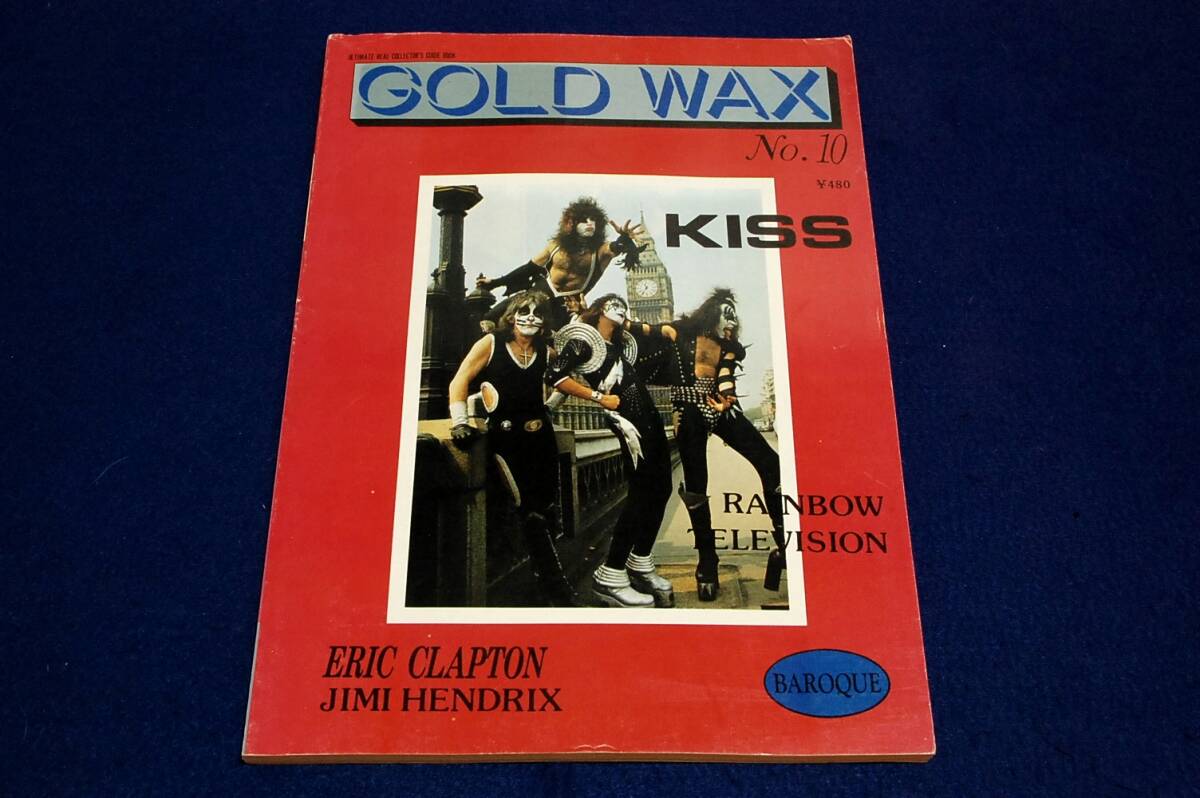 ULTIMATE REAL COLLECTOR'S GUIDE BOOK
GOLD WAX
No. 10
¥480
KISS
RAINBOW
TELEVISION
ERIC CLAPTON
JIMI HENDRIX
BAROQUE